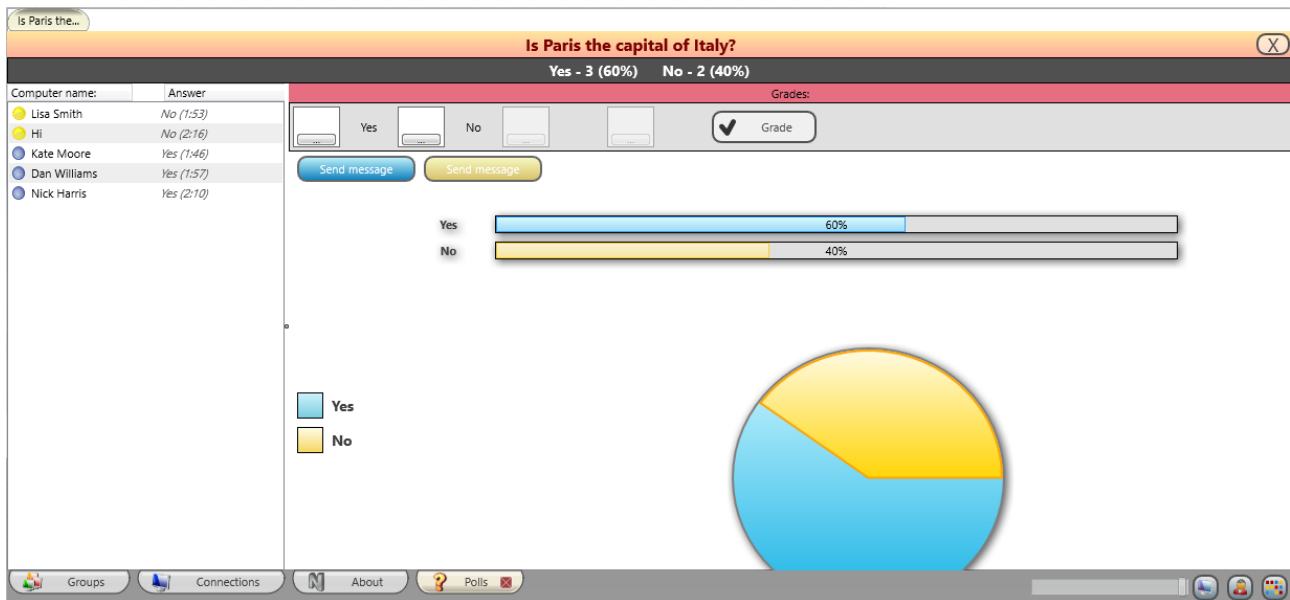 Is Paris the...
Is Paris the capital of Italy?
X
Yes - 3 (60%) No - 2 (40%)
Computer name: Answer
Grades:
Lisa Smith No (1:53)
Hi No (2:16)
Kate Moore Yes (1:46)
Dan Williams Yes (1:57)
Nick Harris Yes (2:10)
... Yes ... No ... ... Grade
Send message Send message
Yes 60%
No 40%
Yes
No
Groups Connections N About ? Polls